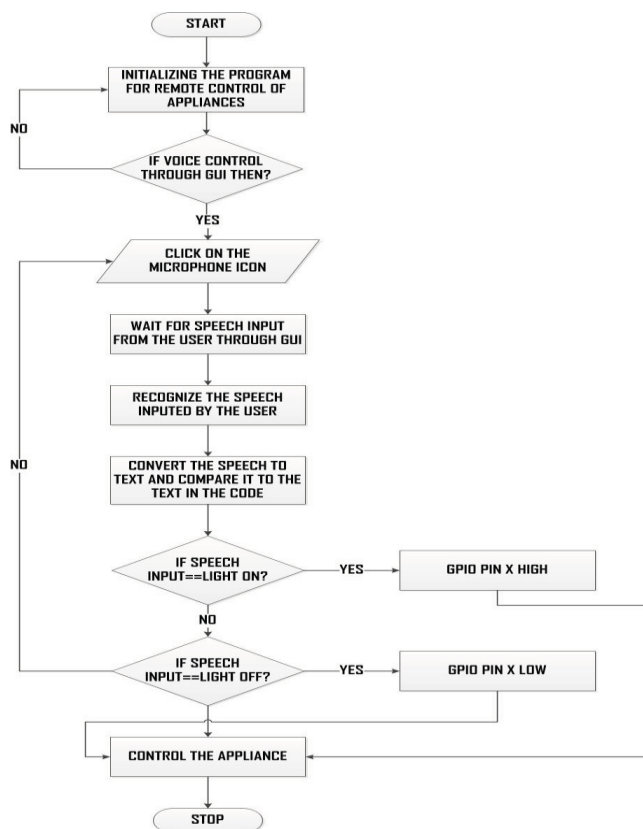 START
INITIALIZING THE PROGRAM
FOR REMOTE CONTROL OF
APPLIANCES
NO
IF VOICE CONTROL
THROUGH GUI THEN?
YES
CLICK ON THE
MICROPHONE ICON
WAIT FOR SPEECH INPUT
FROM THE USER THROUGH GUI
RECOGNIZE THE SPEECH
INPUTED BY THE USER
NO
CONVERT THE SPEECH TO
TEXT AND COMPARE IT TO THE
TEXT IN THE CODE
IF SPEECH
INPUT==LIGHT ON?
YES
GPIO PIN X HIGH
NO
IF SPEECH
INPUT==LIGHT OFF?
YES
GPIO PIN X LOW
CONTROL THE APPLIANCE
STOP